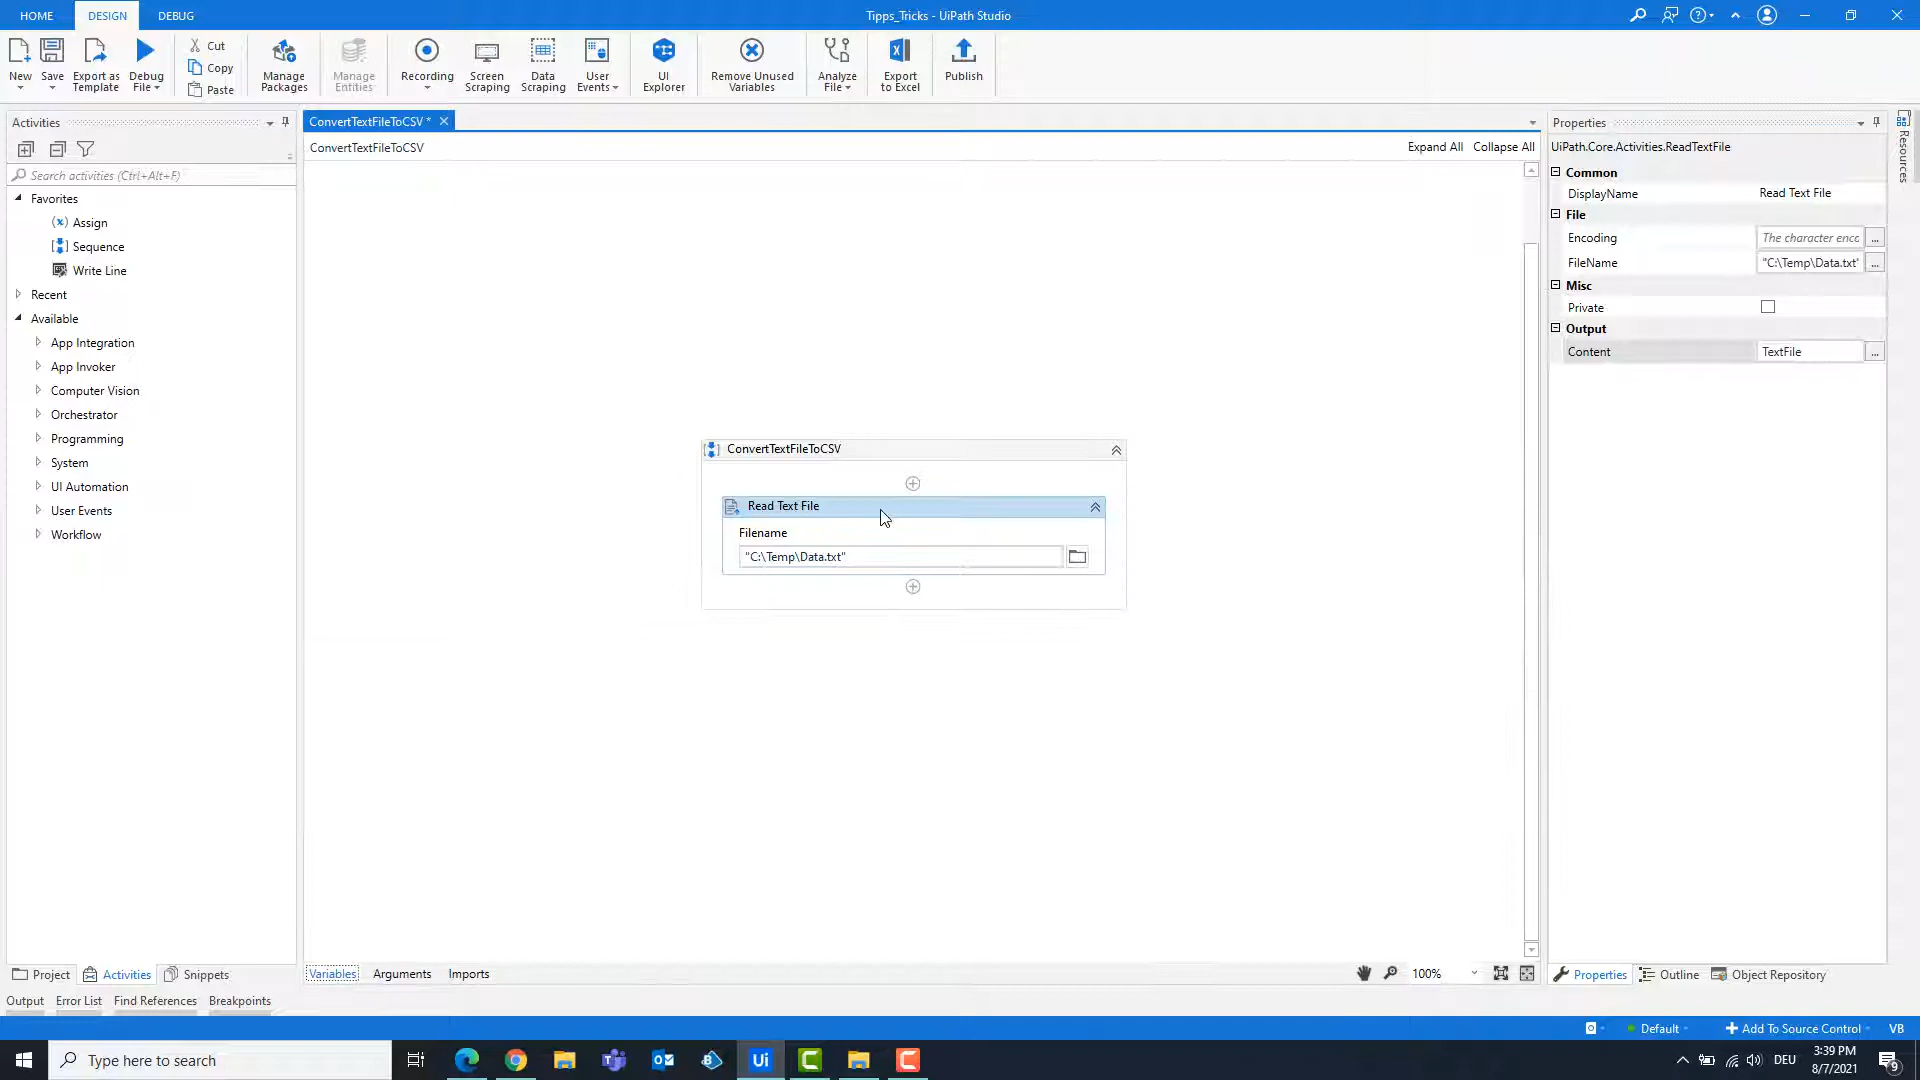 HOME DESIGN DEBUG Tipps_Tricks - UiPath Studio
New Save Export as Template Debug File Cut Copy Paste Manage Packages Manage Entities Recording Screen Scraping Data Scraping User Events UI Explorer Remove Unused Variables Analyze File Export to Excel Publish
Activities
Search activities (Ctrl+Alt+F)
Favorites
Assign
Sequence
Write Line
Recent
Available
App Integration
App Invoker
Computer Vision
Orchestrator
Programming
System
UI Automation
User Events
Workflow
Project Activities Snippets
ConvertTextFileToCSV *
ConvertTextFileToCSV Expand All Collapse All
ConvertTextFileToCSV
Read Text File
Filename
"C:\Temp\Data.txt"
Variables Arguments Imports 100%
Properties
UiPath.Core.Activities.ReadTextFile
Common
DisplayName Read Text File
File
Encoding The character enco
FileName "C:\Temp\Data.txt" ...
Misc
Private
Output
Content TextFile ...
Properties Outline Object Repository
Resources
Output Error List Find References Breakpoints
Default Add To Source Control VB
Type here to search
Ui
DEU 3:39 PM
8/7/2021
9